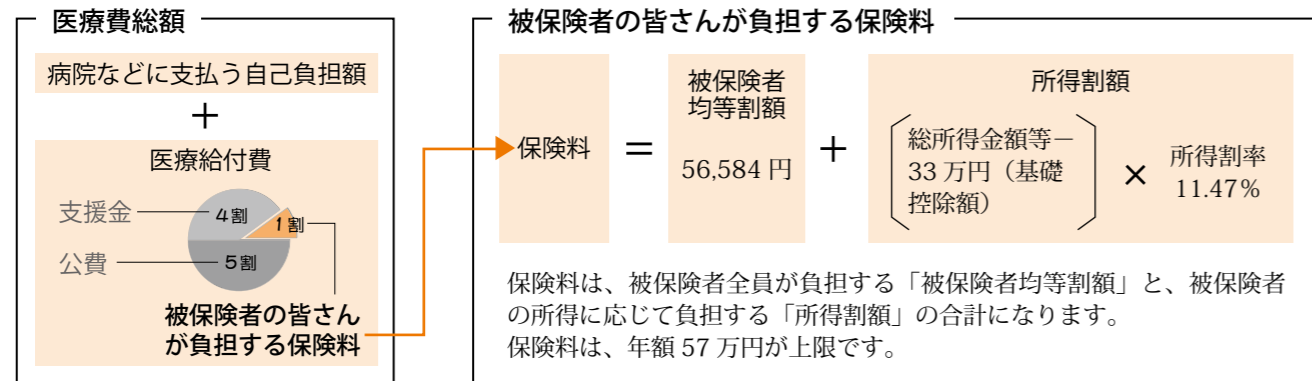 医療費総額
病院などに支払う自己負担額
+
医療給付費
支援金
4割
1割
公費
5割
被保険者の皆さん
が負担する保険料
被保険者の皆さんが負担する保険料
保険料
=
被保険者
均等割額
56,584 円
+
所得割額
総所得金額等−
33 万円(基礎
控除額)
×
所得割率
11.47%
保険料は、被保険者全員が負担する「被保険者均等割額」と、被保険者
の所得に応じて負担する「所得割額」の合計になります。
保険料は、年額 57 万円が上限です。